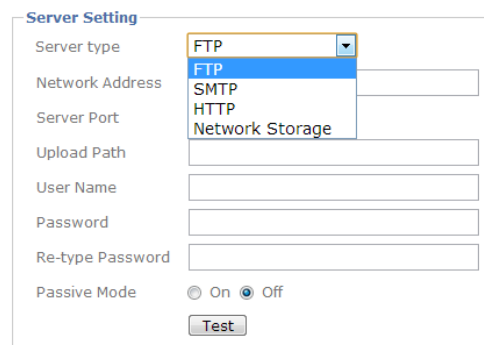 Server Setting
Server type FTP
FTP
Network Address
SMTP
HTTP
Server Port
Network Storage
Upload Path
User Name
Password
Re-type Password
Passive Mode On Off
Test